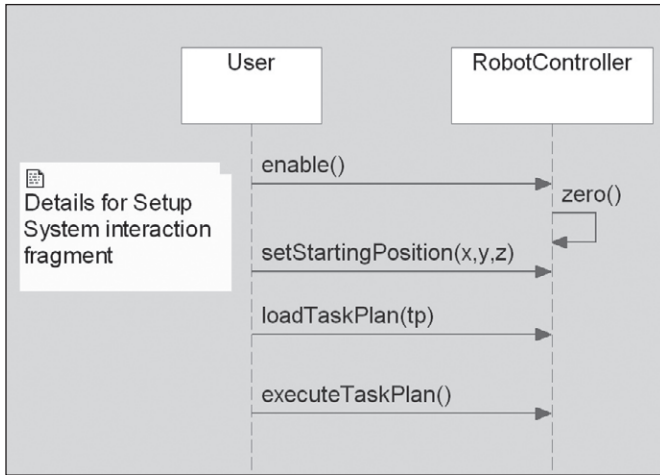 User
RobotController
enable()
zero()
Details for Setup
System interaction
fragment
setStartingPosition(x,y,z)
loadTaskPlan(tp)
executeTaskPlan()